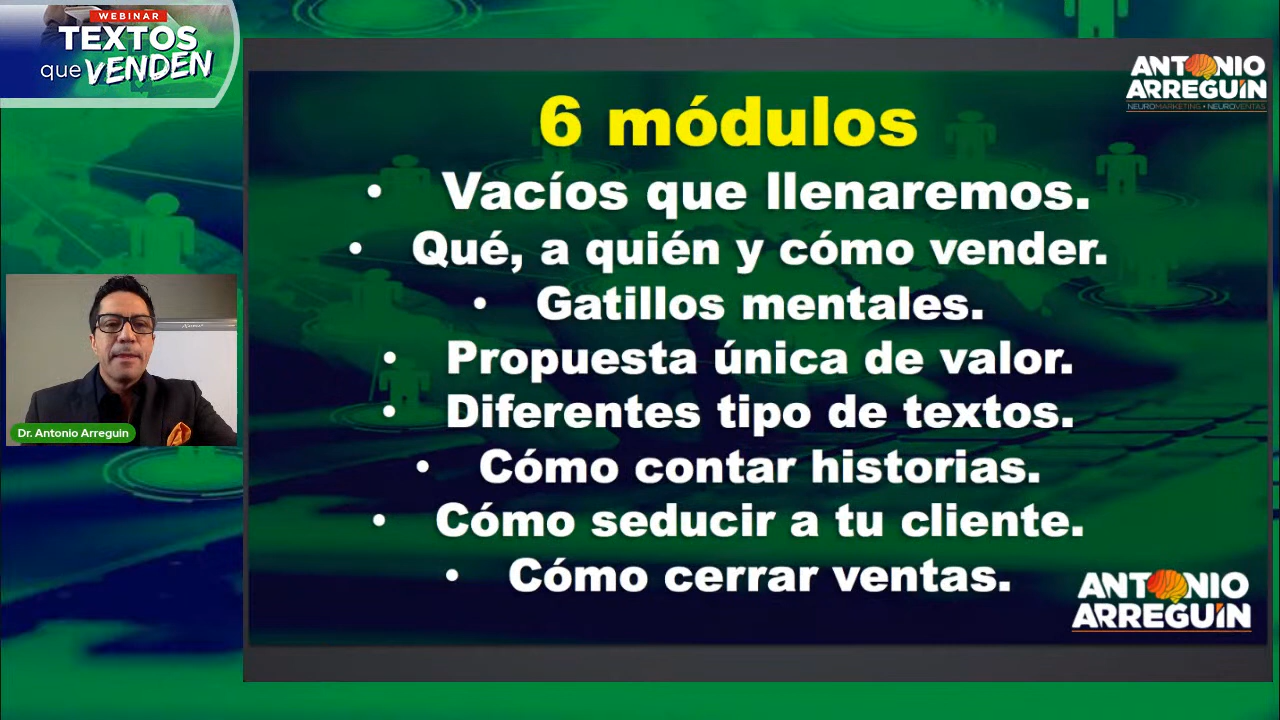 WEBINAR
TEXTOS
que VENDEN
ANTONIO
ARREGUIN
NEUROMARKETING • NEUROVENTAS
6 módulos
• Vacíos que llenaremos.
• Qué, a quién y cómo vender.
• Gatillos mentales.
• Propuesta única de valor.
• Diferentes tipo de textos.
• Cómo contar historias.
• Cómo seducir a tu cliente.
• Cómo cerrar ventas.
Dr. Antonio Arreguin
ANTONIO
ARREGUIN